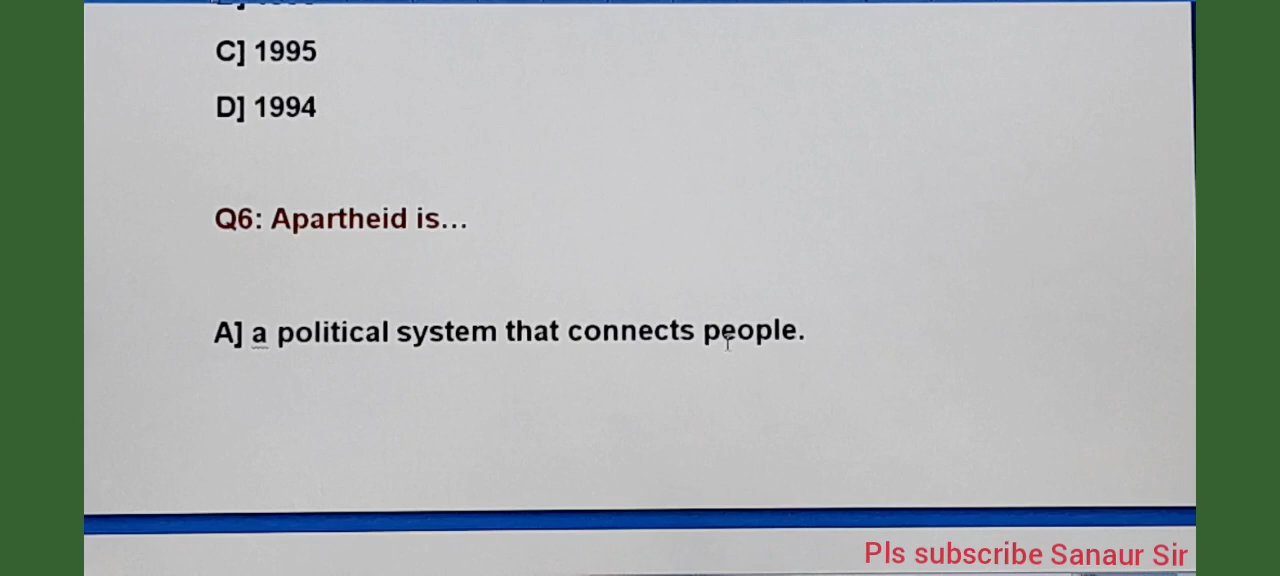 C] 1995
D] 1994
Q6: Apartheid is...
A] a political system that connects people.
Pls subscribe Sanaur Sir